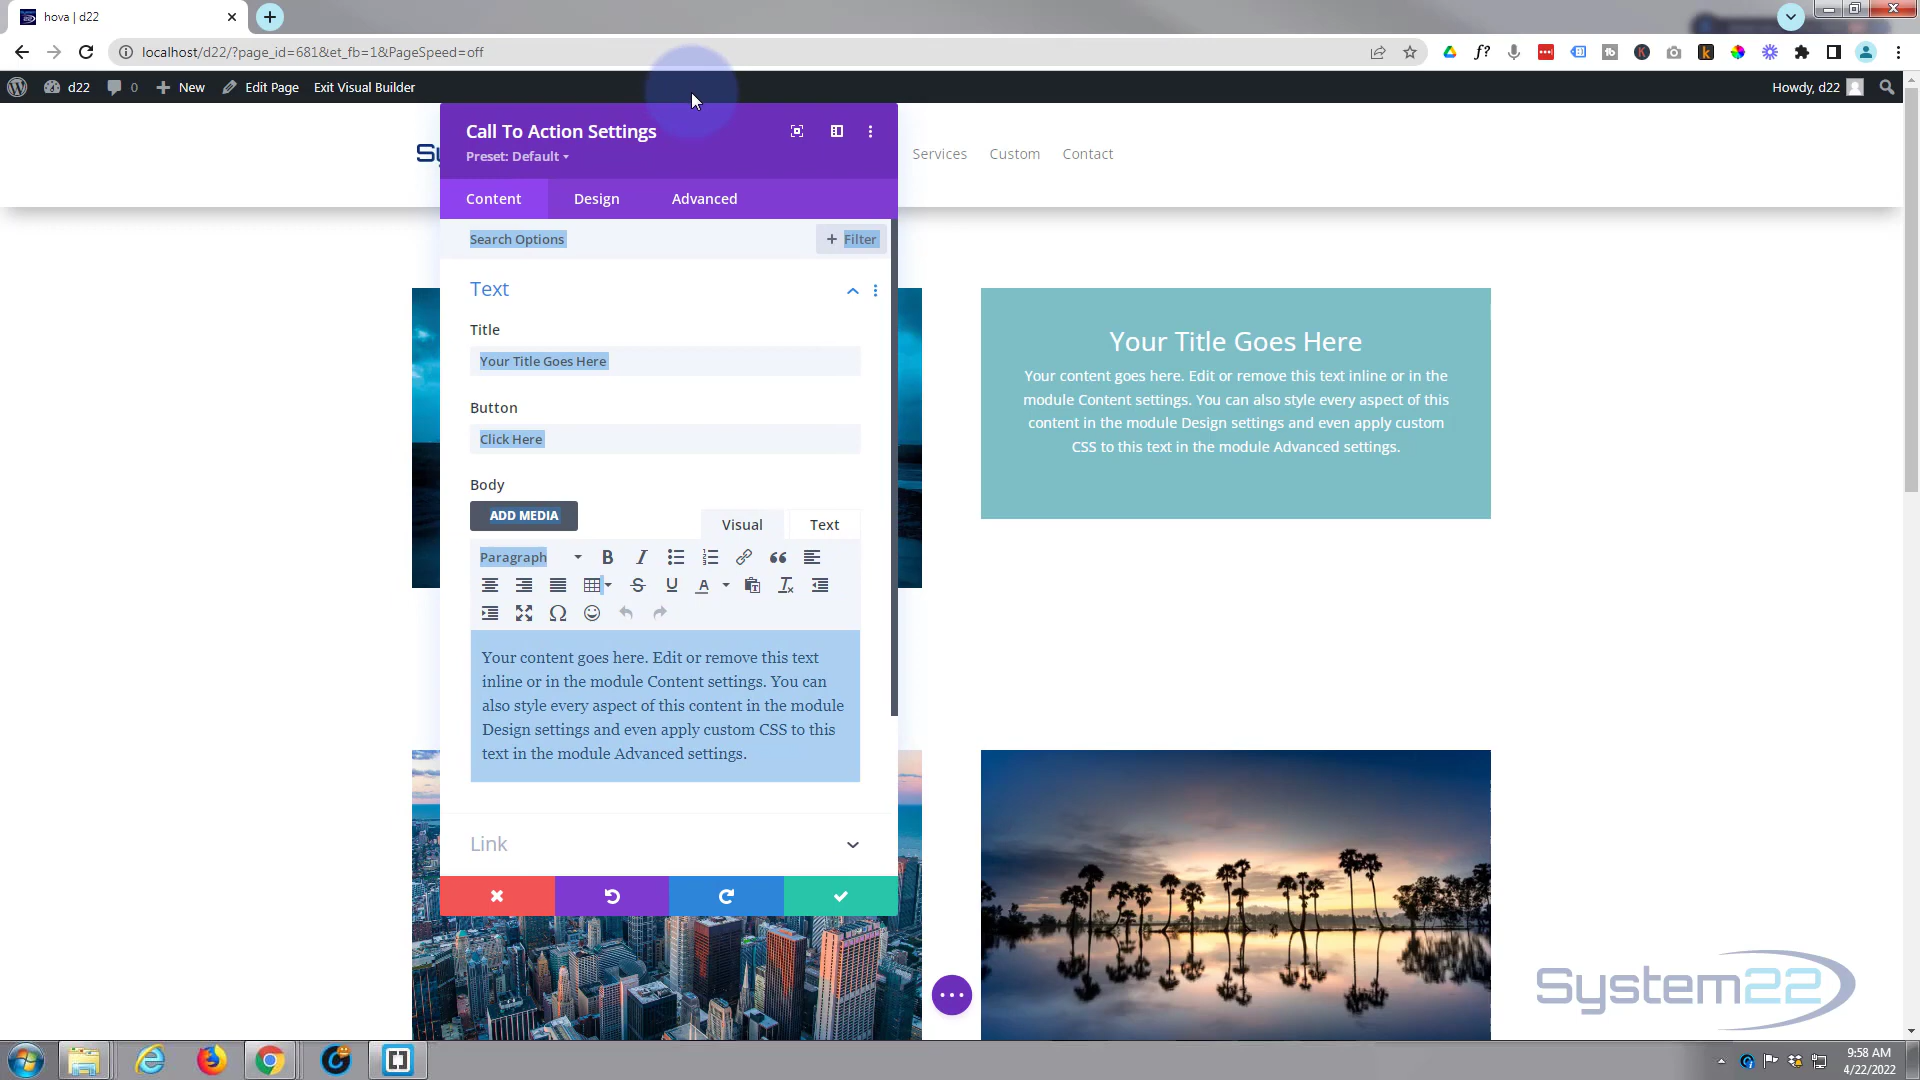 hova | d22
localhost/d22/?page_id=681&et_fb=1&PageSpeed=off
d22
0
New
Edit Page
Exit Visual Builder
Howdy, d22
Call To Action Settings
Preset: Default
Services
Custom
Contact
Content
Design
Advanced
Search Options
Filter
Text
Title
Your Title Goes Here
Button
Click Here
Body
ADD MEDIA
Visual
Text
Paragraph
Your content goes here. Edit or remove this text
inline or in the module Content settings. You can
also style every aspect of this content in the module
Design settings and even apply custom CSS to this
text in the module Advanced settings.
Link
Your Title Goes Here
Your content goes here. Edit or remove this text inline or in the
module Content settings. You can also style every aspect of this
content in the module Design settings and even apply custom
CSS to this text in the module Advanced settings.
System22
9:58 AM
4/22/2022